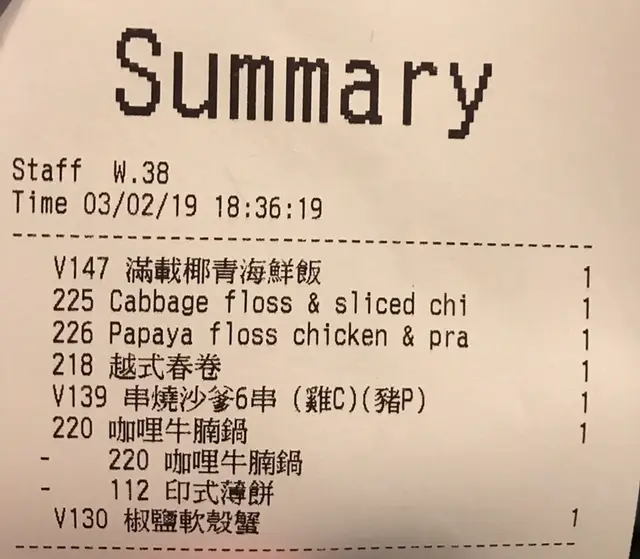 Summary
Staff W.38
Time 03/02/19 18:36:19
V147 滿載椰青海鮮飯 1
225 Cabbage floss & sliced chi 1
226 Papaya floss chicken & pra 1
218 越式春卷 1
V139 串燒沙爹6串 (雞C)(豬P) 1
220 咖哩牛腩鍋 1
- 220 咖哩牛腩鍋
- 112 印式薄餅
V130 椒鹽軟殼蟹 1